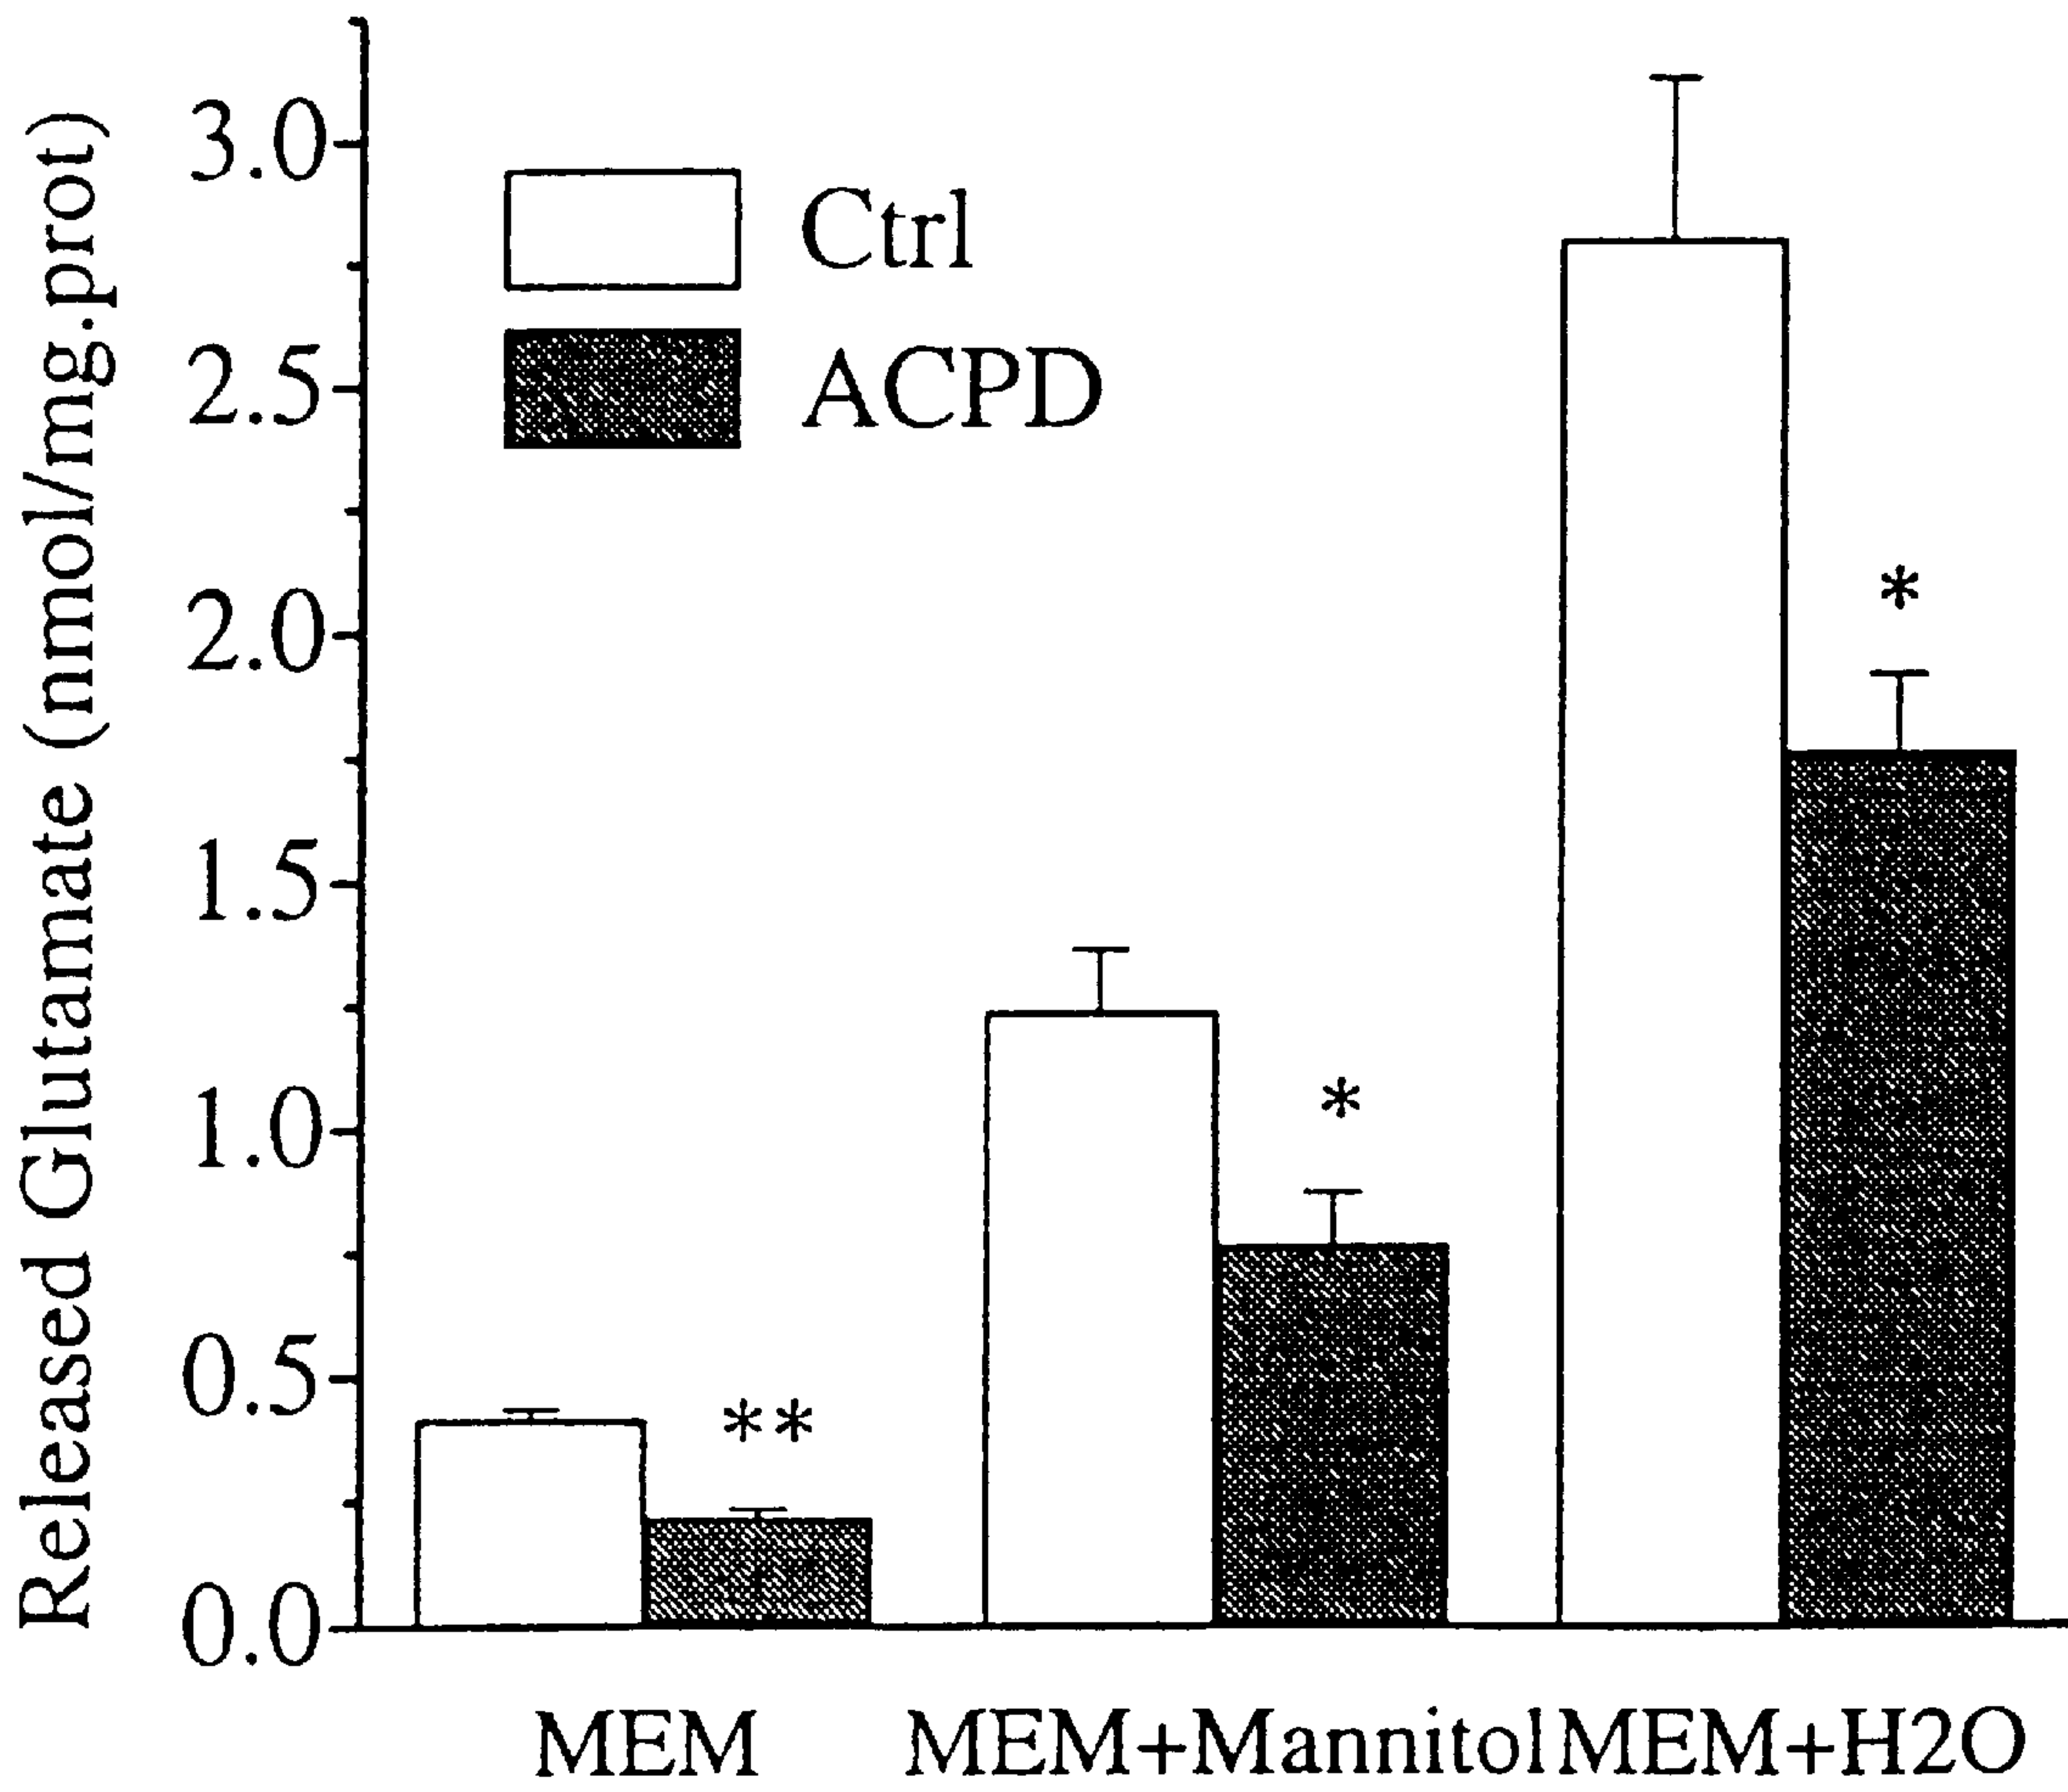 Released Glutamate (nmol/mg.prot)
3.0
2.5
2.0
1.5
1.0
0.5
0.0
Ctrl
ACPD
**
*
*
MEM
MEM+Mannitol
MEM+H2O